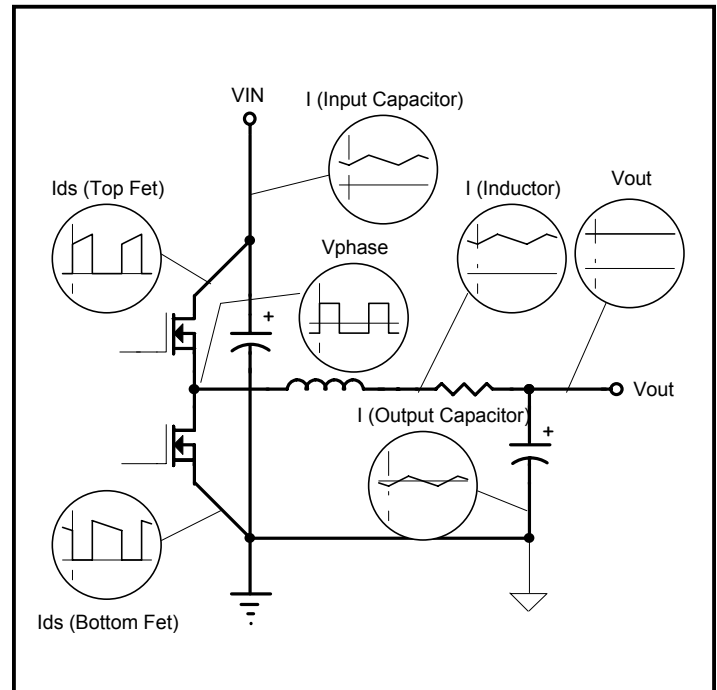 VIN
I (Input Capacitor)
Ids (Top Fet)
I (Inductor)
Vout
Vphase
+
Vout
I (Output Capacitor)
+
Ids (Bottom Fet)